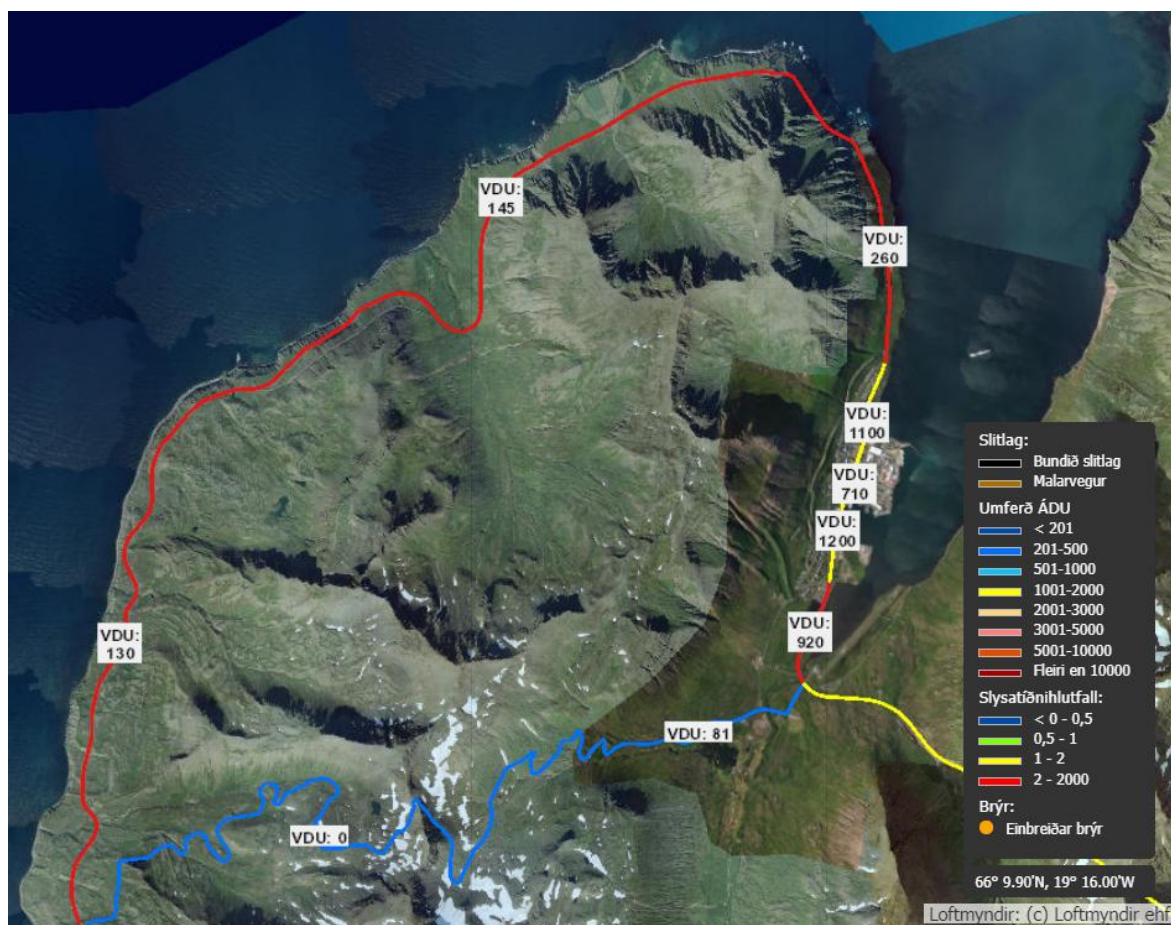 VDU:
145
VDU:
260
VDU:
1100
VDU:
710
VDU:
1200
VDU:
130
VDU:
920
VDU: 81
VDU: 0
Slitlag:
Bundið slitlag
Malarvegur
Umferð ÁDU
< 201
201-500
501-1000
1001-2000
2001-3000
3001-5000
5001-10000
Fleiri en 10000
Slysatíðnihlutfall:
< 0 - 0,5
0,5 - 1
1 - 2
2 - 2000
Brýr:
Einbreiðar brýr
66° 9.90'N, 19° 16.00'W
Loftmyndir: (c) Loftmyndir ehf